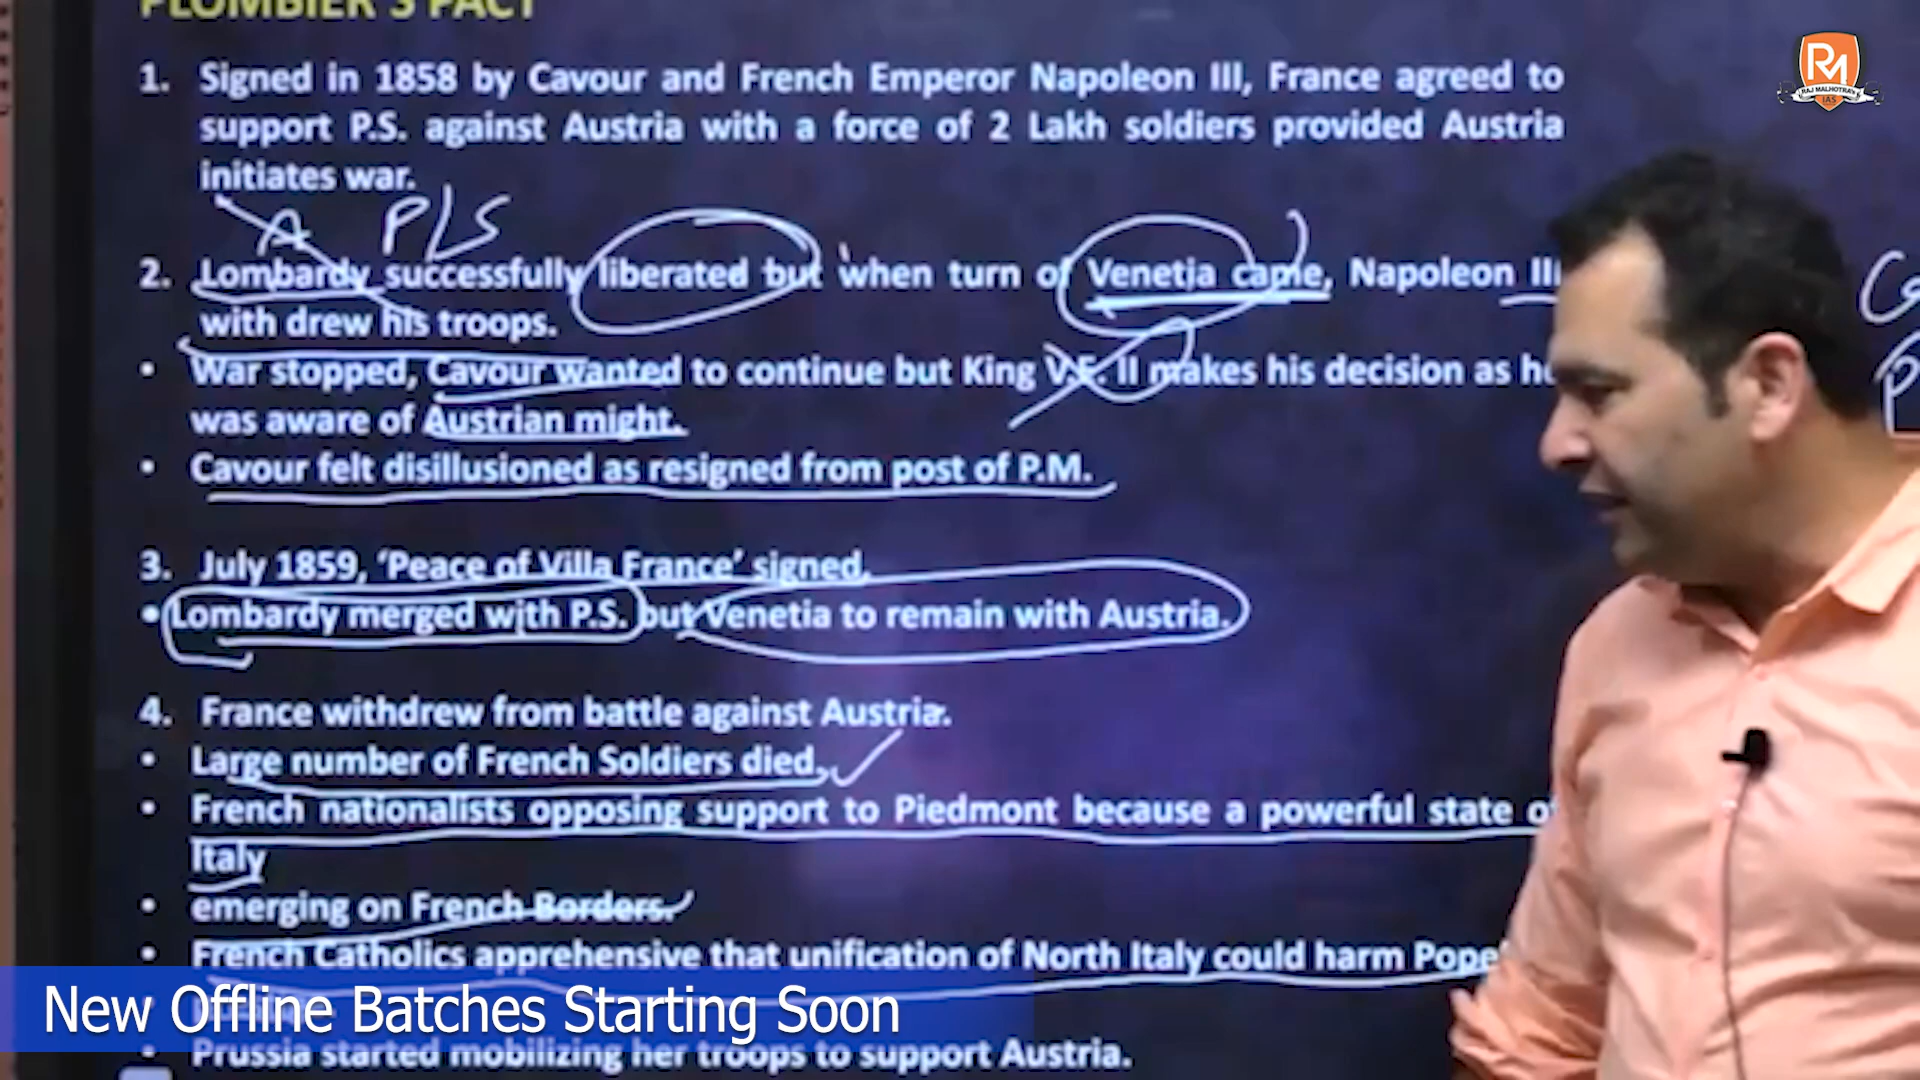 PLOMBIER'S PACT
1. Signed in 1858 by Cavour and French Emperor Napoleon III, France agreed to
support P.S. against Austria with a force of 2 Lakh soldiers provided Austria
initiates war.
A P/S
2. Lombardy successfully liberated but when turn of Venetia came, Napoleon III
with drew his troops.
• War stopped, Cavour wanted to continue but King V.E. II makes his decision as he
was aware of Austrian might.
• Cavour felt disillusioned as resigned from post of P.M.
3. July 1859, ‘Peace of Villa France’ signed.
• Lombardy merged with P.S. but Venetia to remain with Austria.
4. France withdrew from battle against Austria.
• Large number of French Soldiers died.
• French nationalists opposing support to Piedmont because a powerful state of
Italy
• emerging on French Borders.
• French Catholics apprehensive that unification of North Italy could harm Pope
• Prussia started mobilizing her troops to support Austria.
New Offline Batches Starting Soon
RM
RAJ MALHOTRA'S
IAS